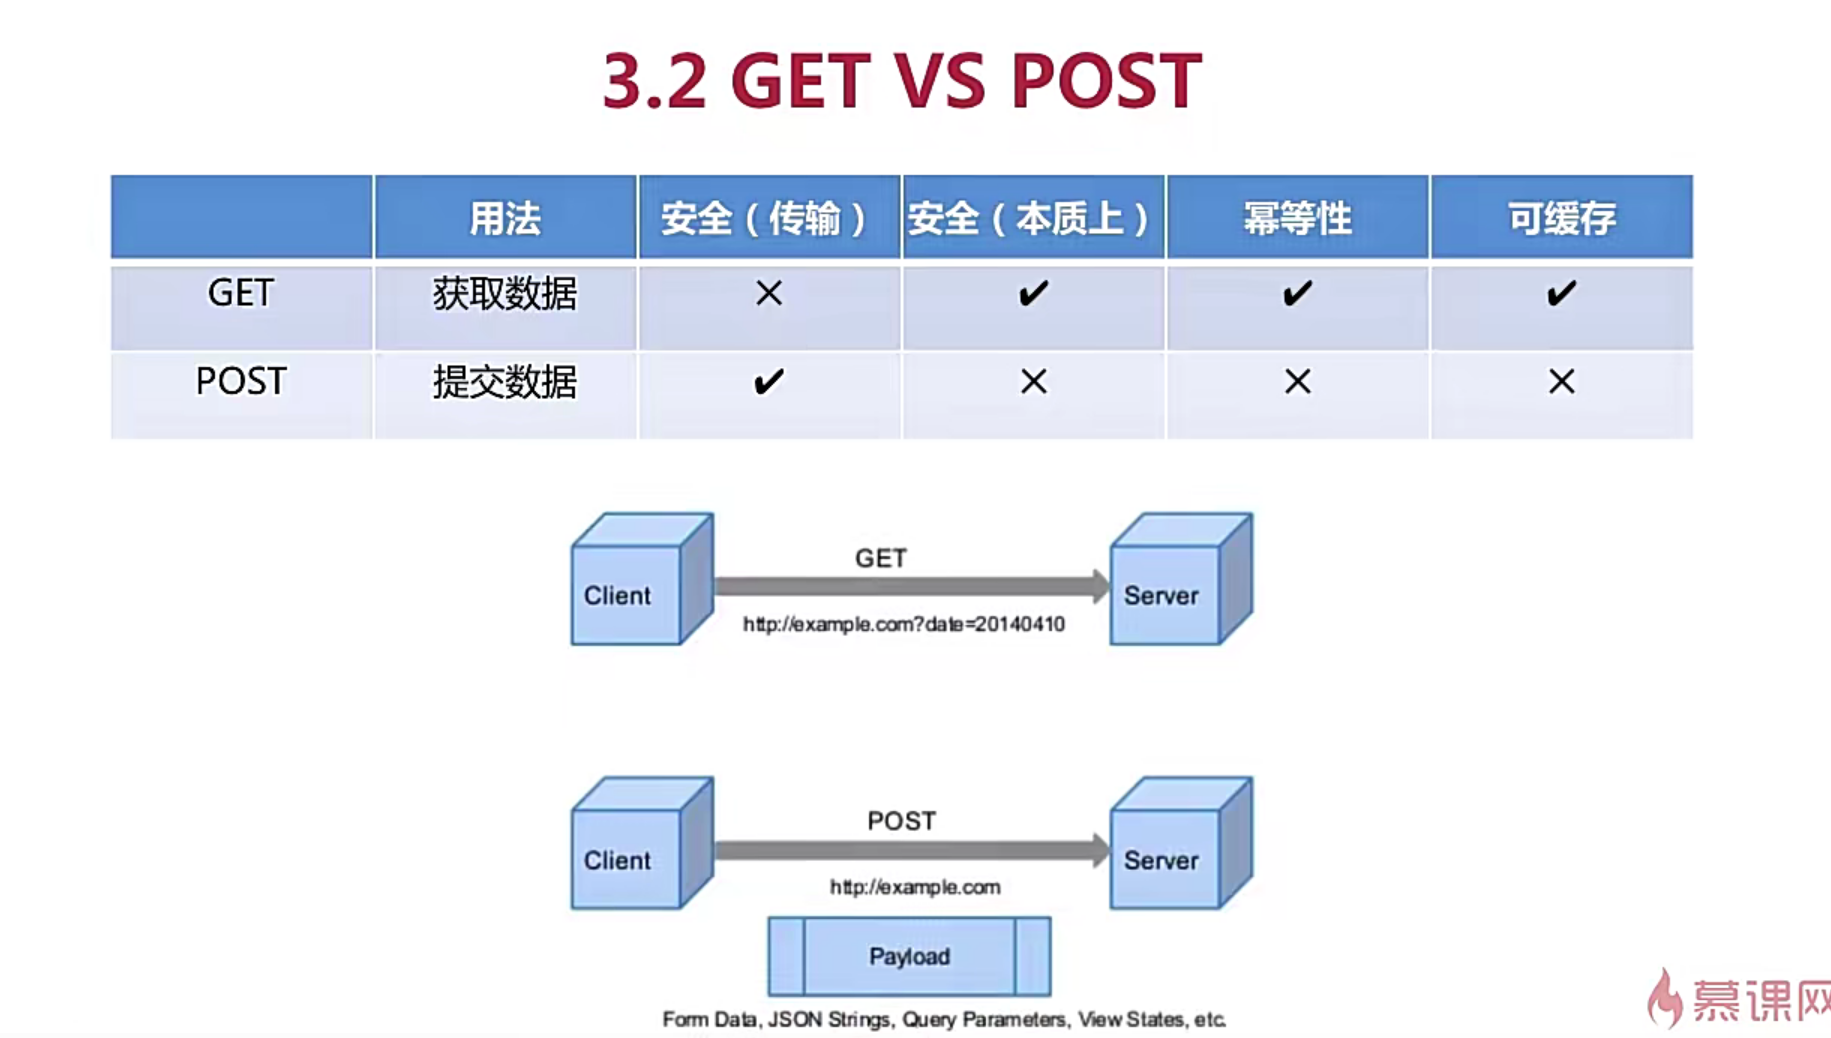 3.2 GET VS POST
用法 安全（传输） 安全（本质上） 幂等性 可缓存
GET 获取数据 × ✔ ✔ ✔
POST 提交数据 ✔ × × ×
GET
Client Server
http://example.com?date=20140410
POST
Client Server
http://example.com
Payload
Form Data, JSON Strings, Query Parameters, View States, etc.
慕课网